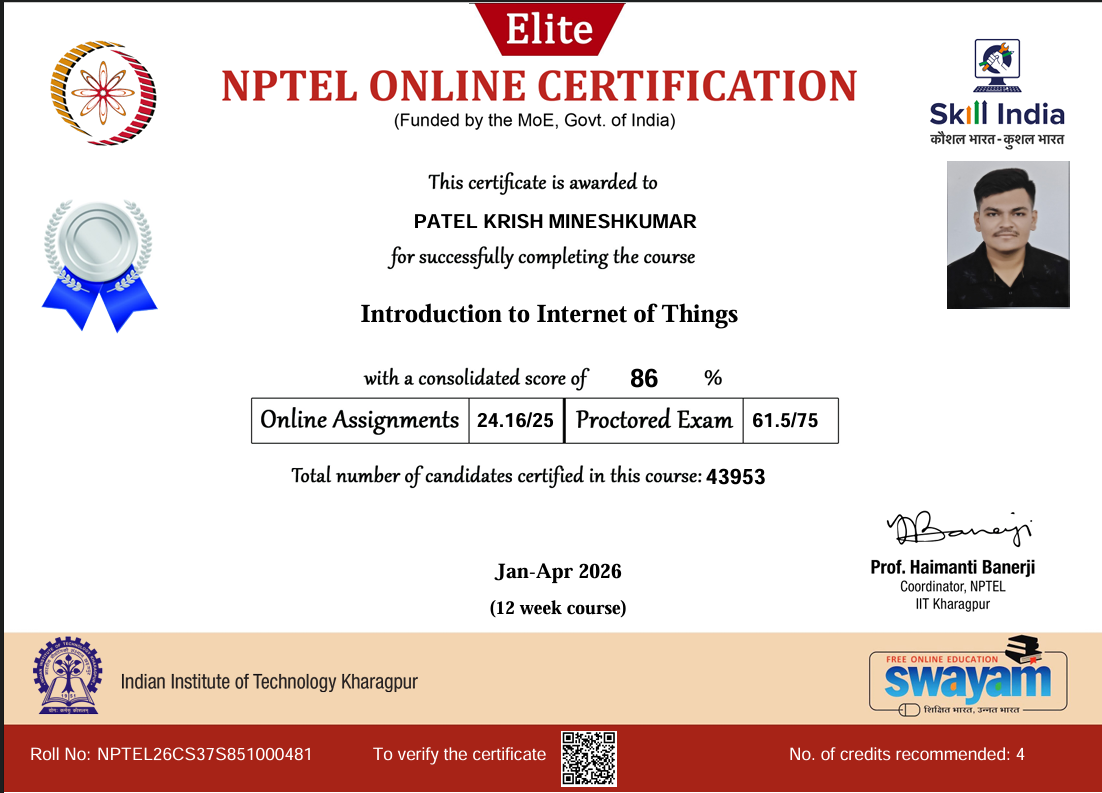 Elite
NPTEL ONLINE CERTIFICATION
(Funded by the MoE, Govt. of India)
Skill India
कौशल भारत - कुशल भारत
This certificate is awarded to
PATEL KRISH MINESHKUMAR
for successfully completing the course
Introduction to Internet of Things
with a consolidated score of 86 %
Online Assignments 24.16/25 Proctored Exam 61.5/75
Total number of candidates certified in this course: 43953
Jan-Apr 2026
(12 week course)
Prof. Haimanti Banerji
Coordinator, NPTEL
IIT Kharagpur
Indian Institute of Technology Kharagpur
FREE ONLINE EDUCATION
swayam
शिक्षित भारत, उन्नत भारत
Roll No: NPTEL26CS37S851000481 To verify the certificate No. of credits recommended: 4